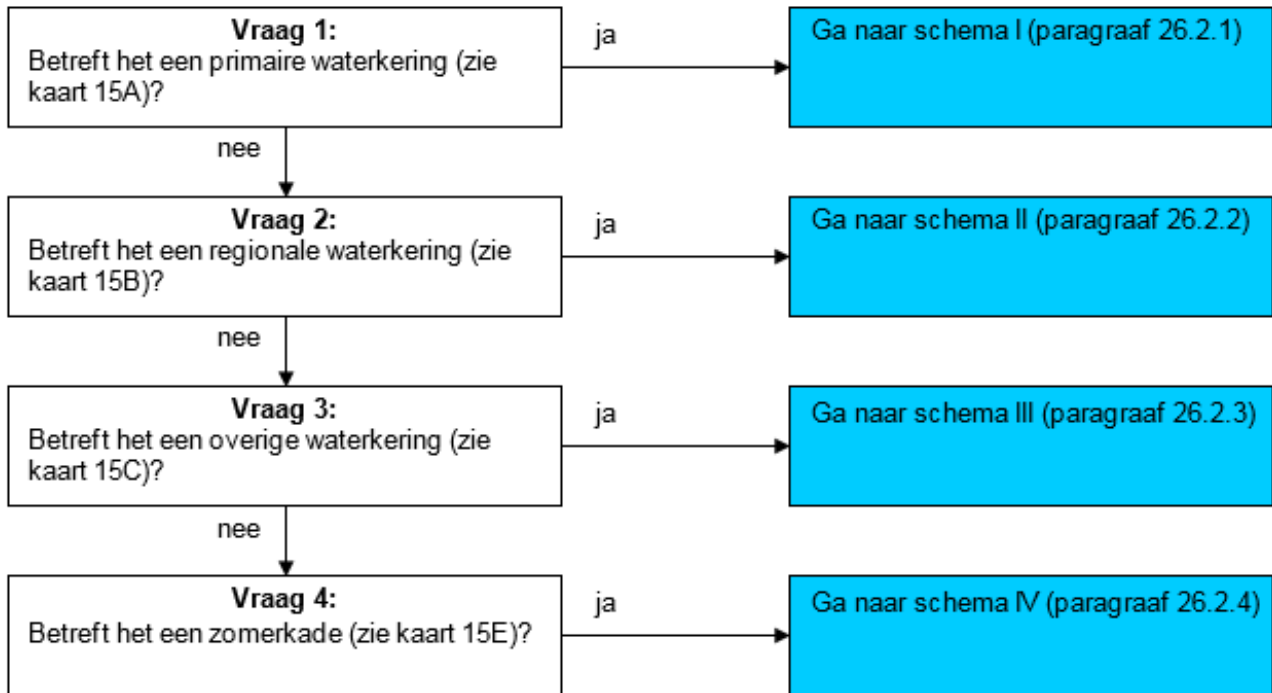 Vraag 1:
Betreft het een primaire waterkering (zie
kaart 15A)?
ja
Ga naar schema I (paragraaf 26.2.1)
nee
Vraag 2:
Betreft het een regionale waterkering (zie
kaart 15B)?
ja
Ga naar schema II (paragraaf 26.2.2)
nee
Vraag 3:
Betreft het een overige waterkering (zie
kaart 15C)?
ja
Ga naar schema III (paragraaf 26.2.3)
nee
Vraag 4:
Betreft het een zomerkade (zie kaart 15E)?
ja
Ga naar schema IV (paragraaf 26.2.4)